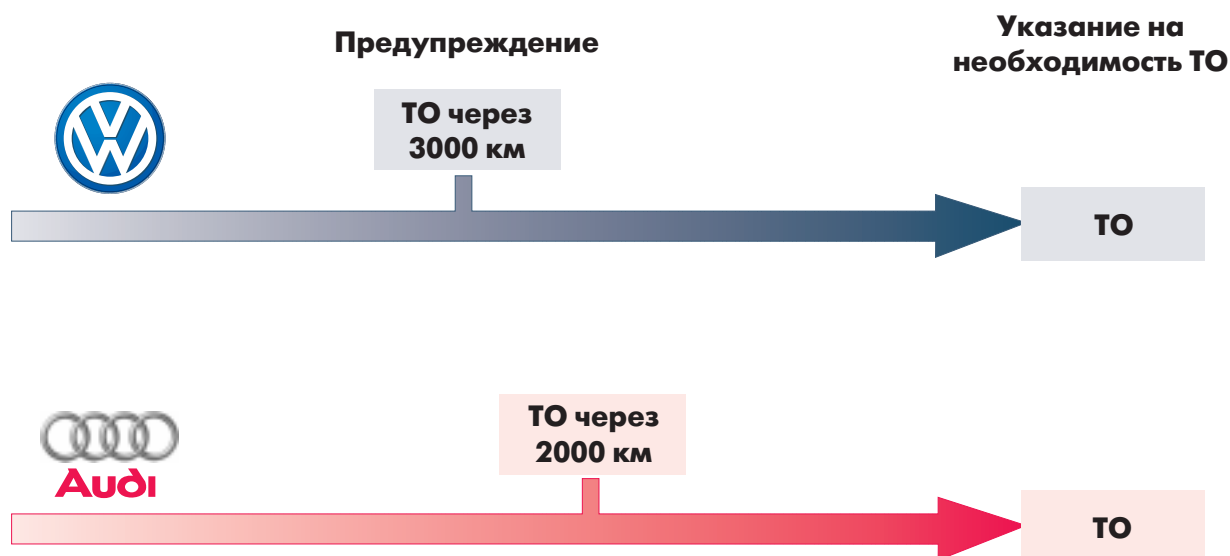 Предупреждение
Указание на
необходимость ТО
ТО через
3000 км
ТО
ТО через
2000 км
Audi
ТО